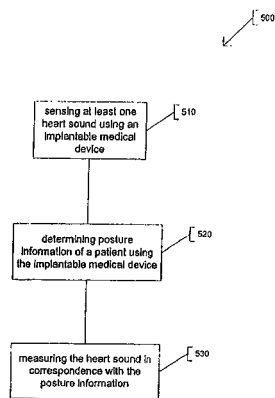 500
sensing at least one
heart sound using an
implantable medical
device
510
determining posture
information of a patient using
the implantable medical device
520
measuring the heart sound in
correspondence with the
posture information
530